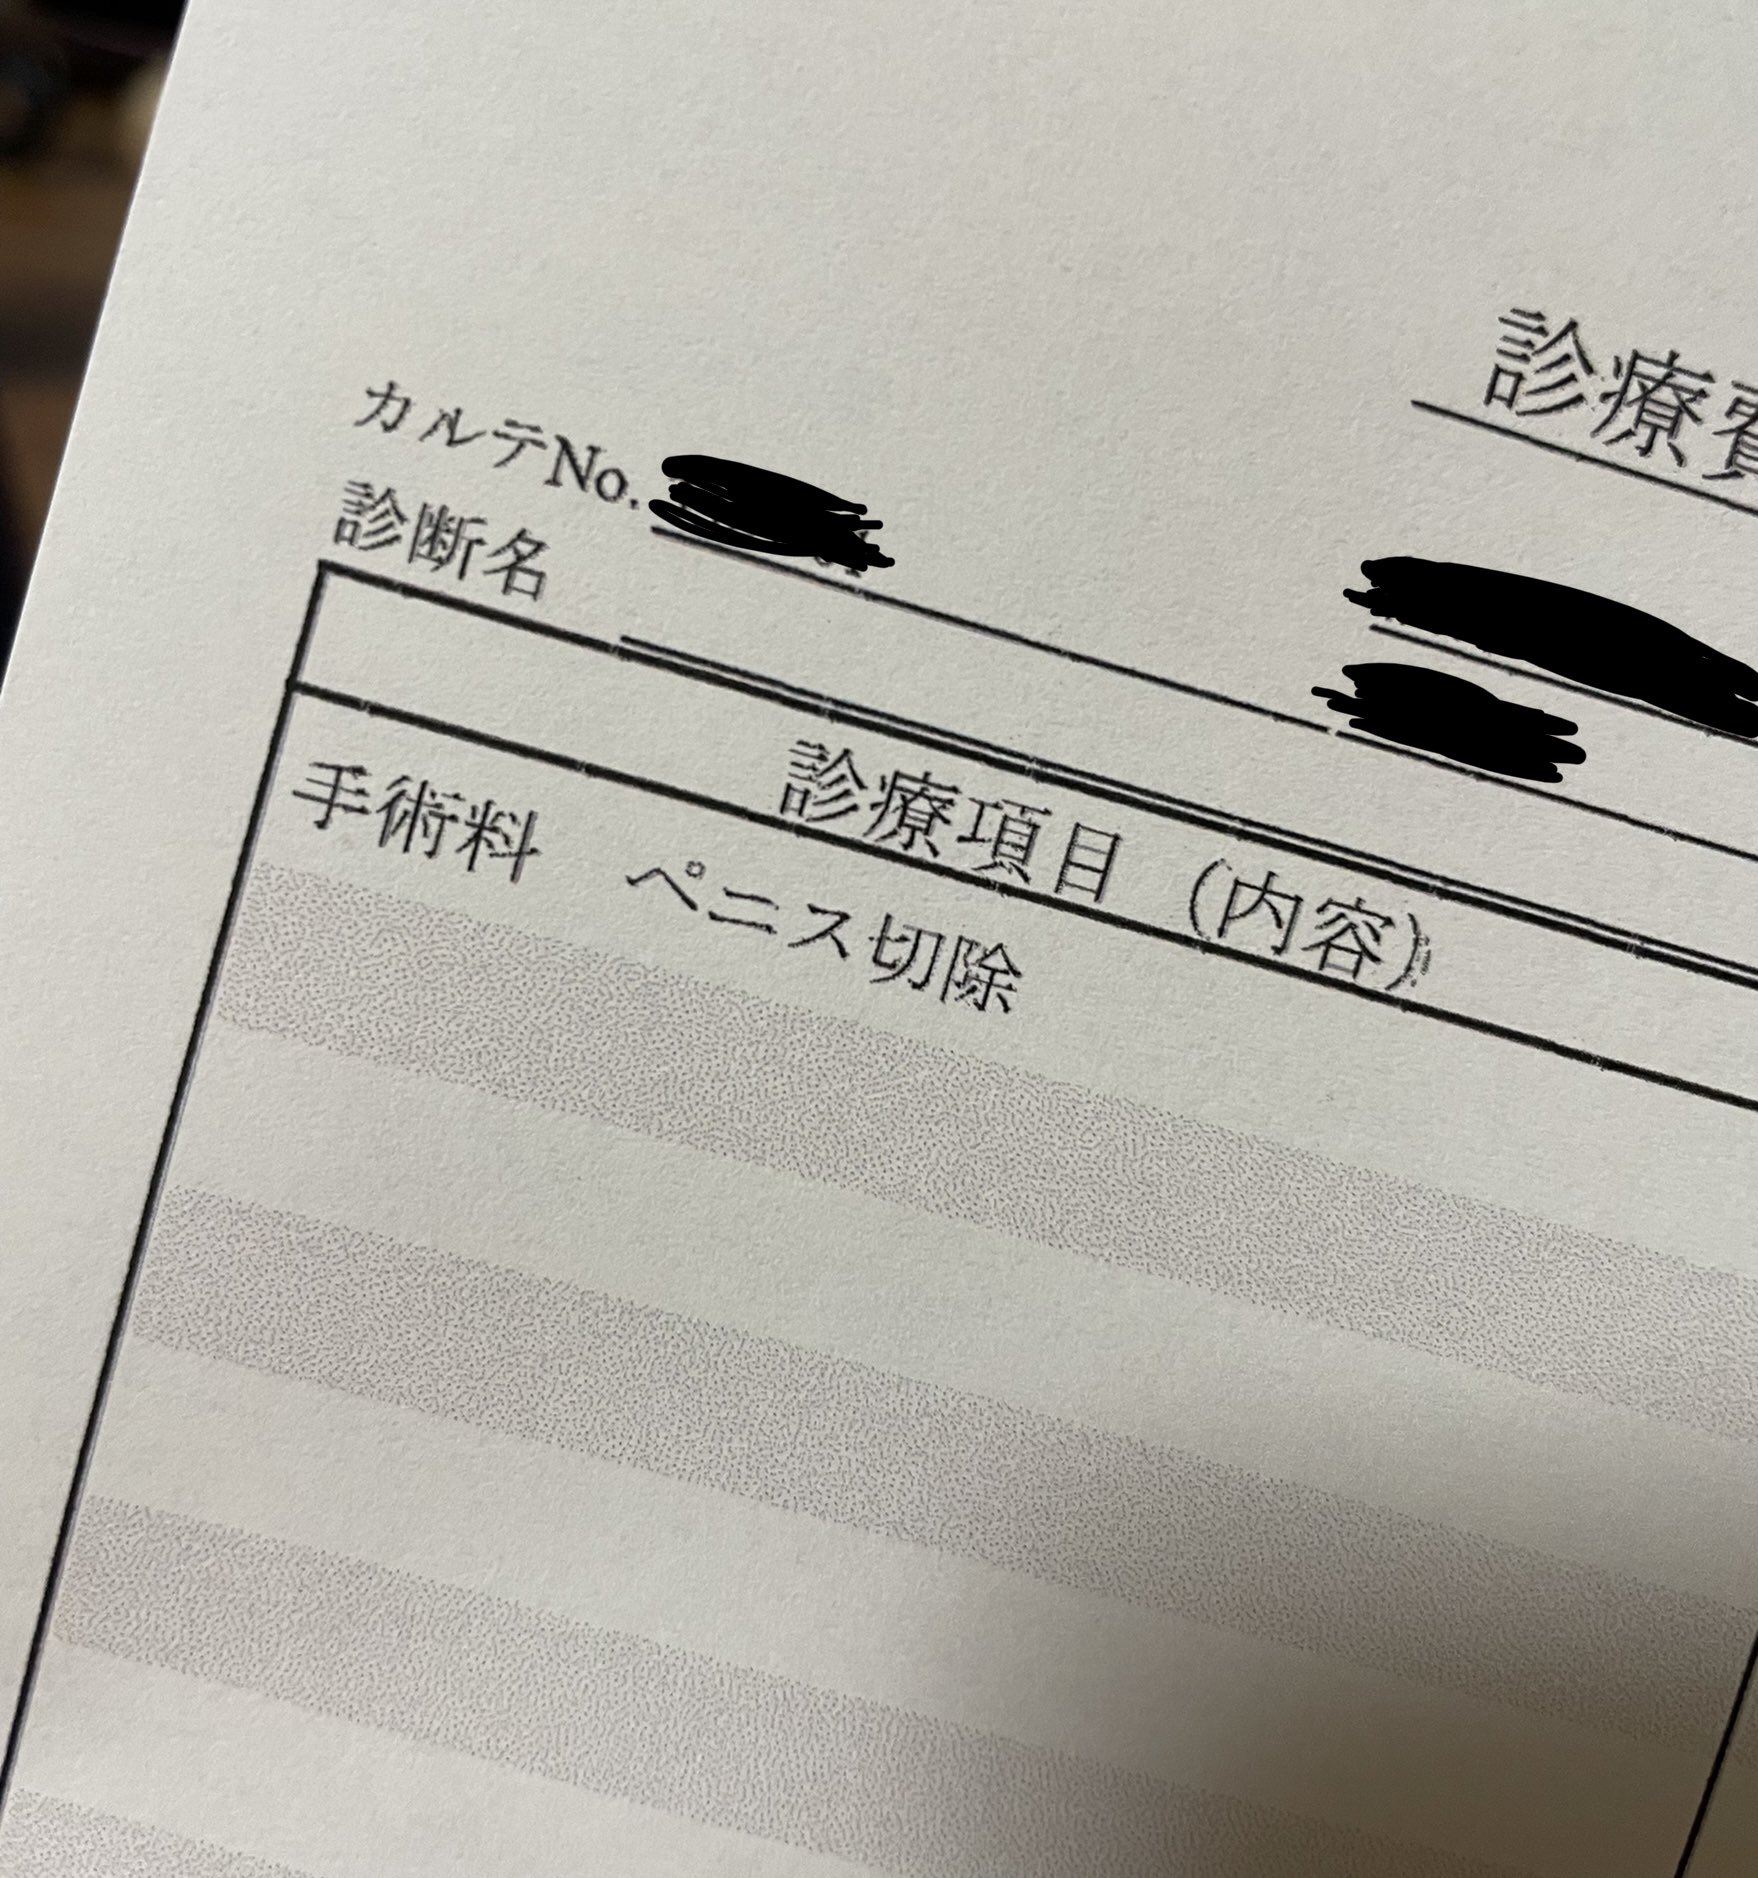 診療費
カルテNo.
診断名
診療項目（内容）
手術料　ペニス切除